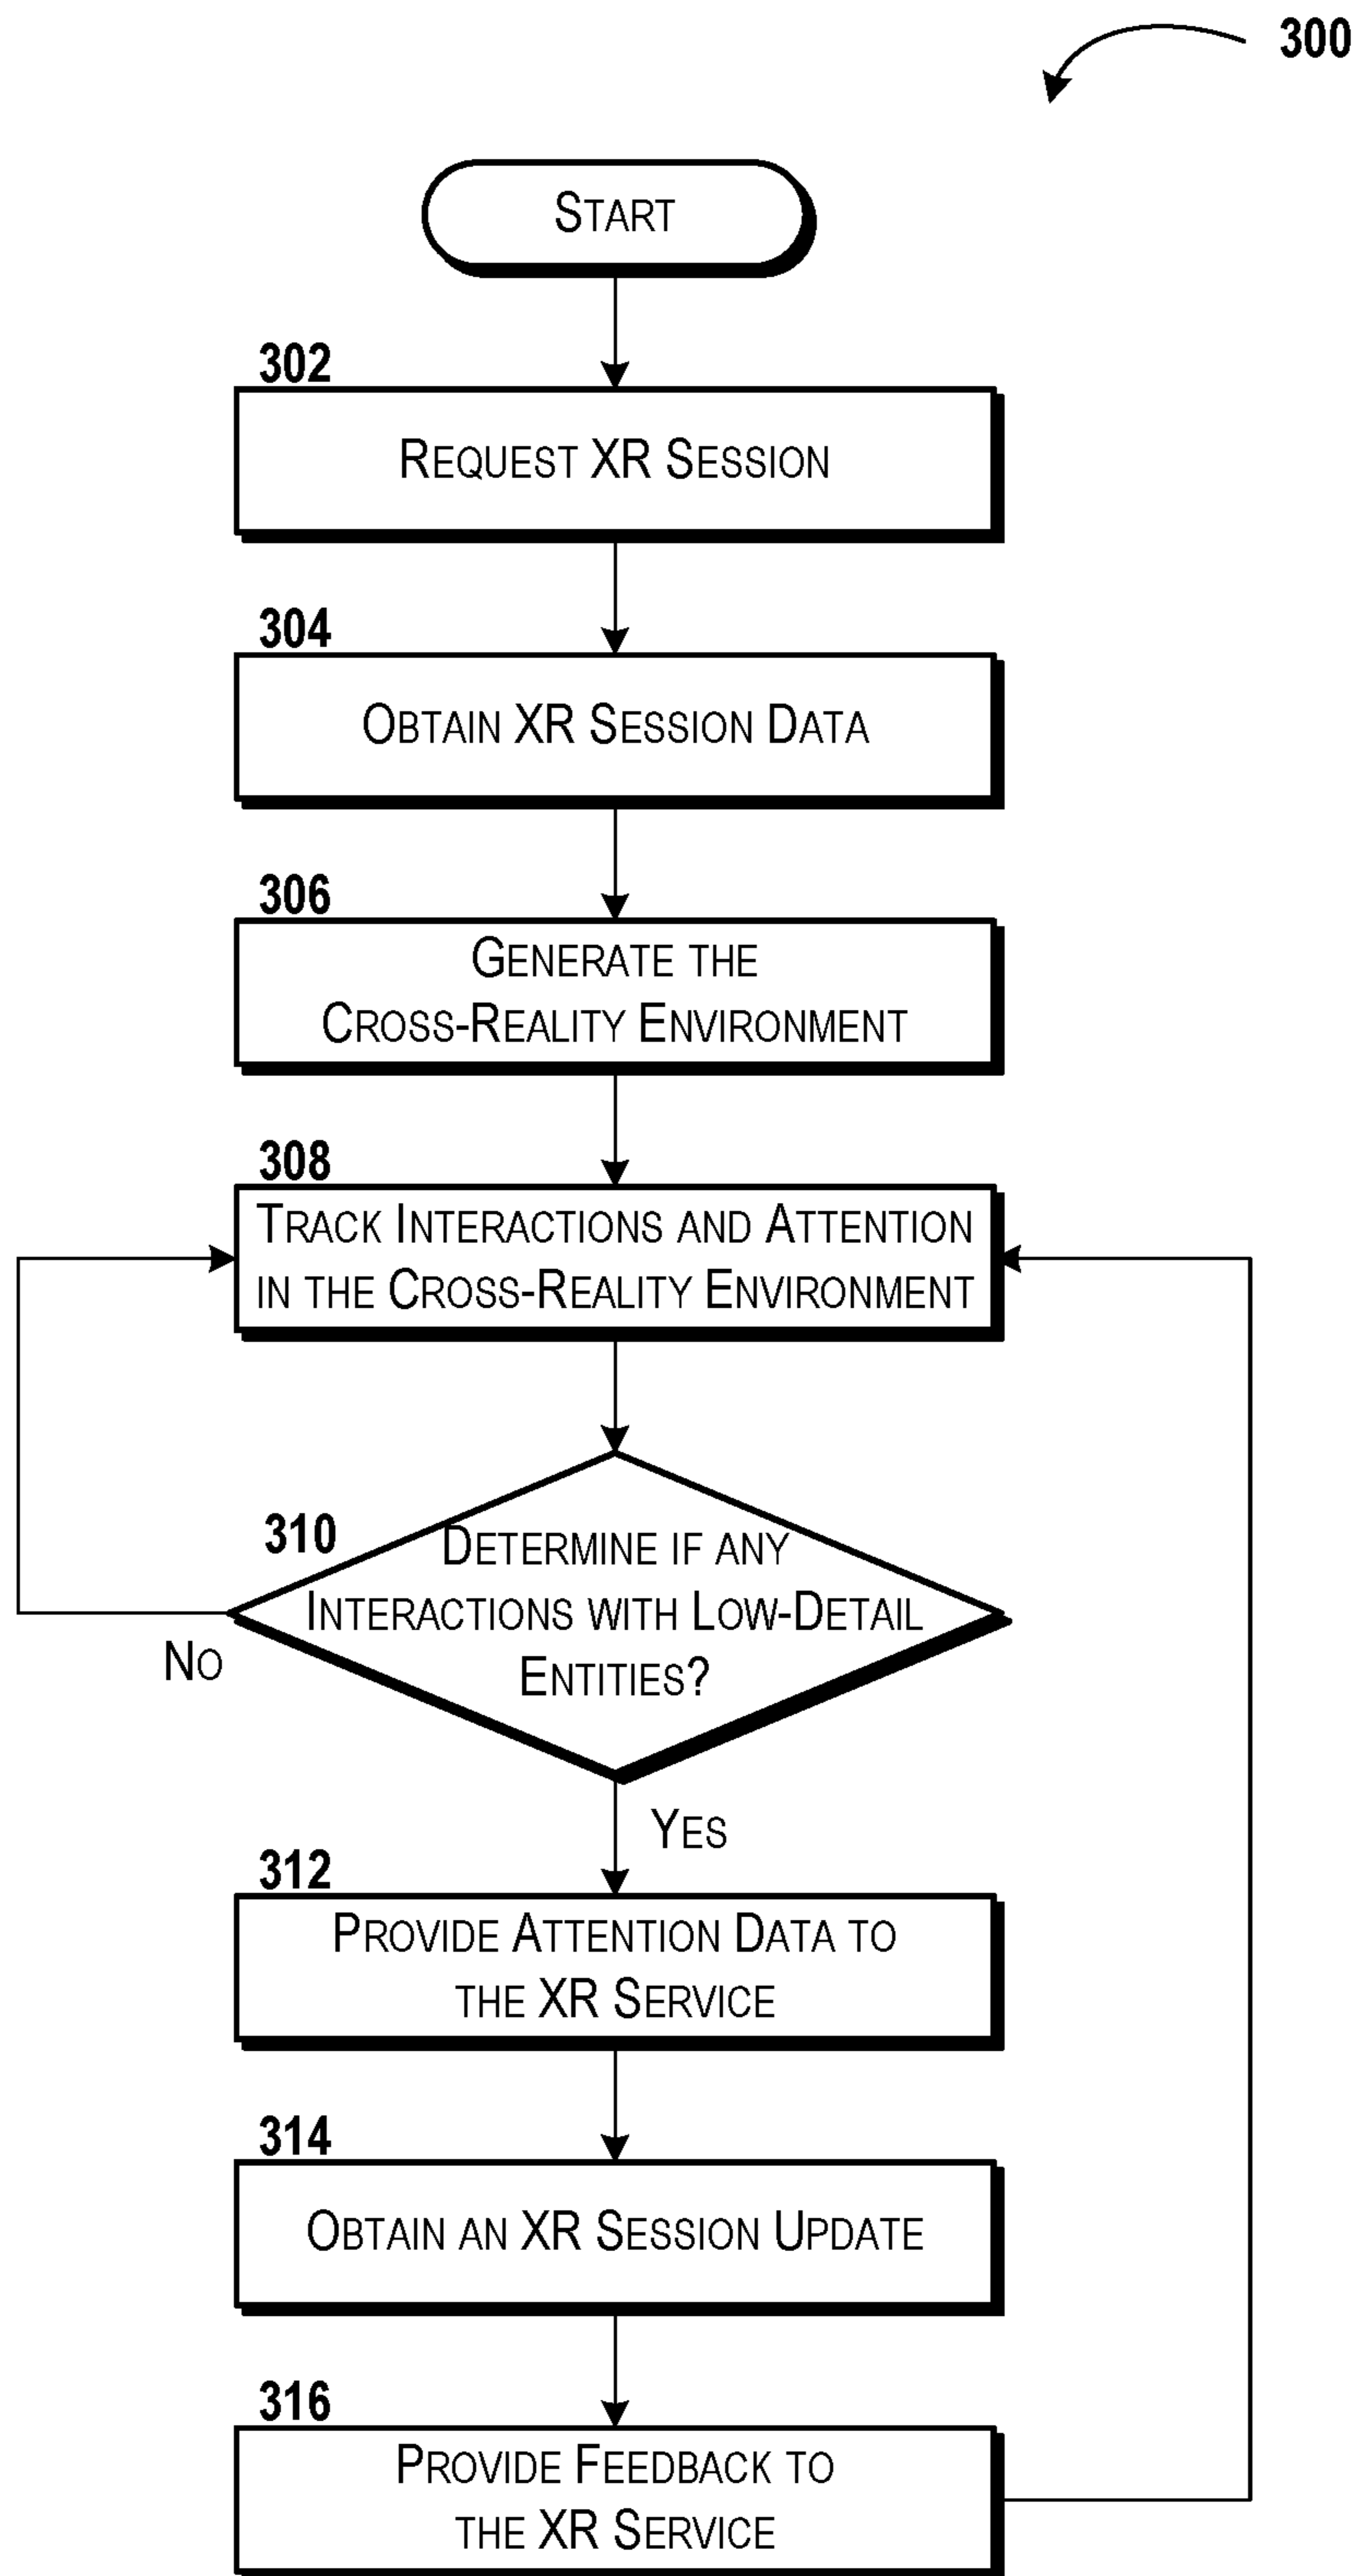 300
START
302
REQUEST XR SESSION
304
OBTAIN XR SESSION DATA
306
GENERATE THE
CROSS-REALITY ENVIRONMENT
308
TRACK INTERACTIONS AND ATTENTION
IN THE CROSS-REALITY ENVIRONMENT
310
DETERMINE IF ANY
INTERACTIONS WITH LOW-DETAIL
ENTITIES?
NO
YES
312
PROVIDE ATTENTION DATA TO
THE XR SERVICE
314
OBTAIN AN XR SESSION UPDATE
316
PROVIDE FEEDBACK TO
THE XR SERVICE